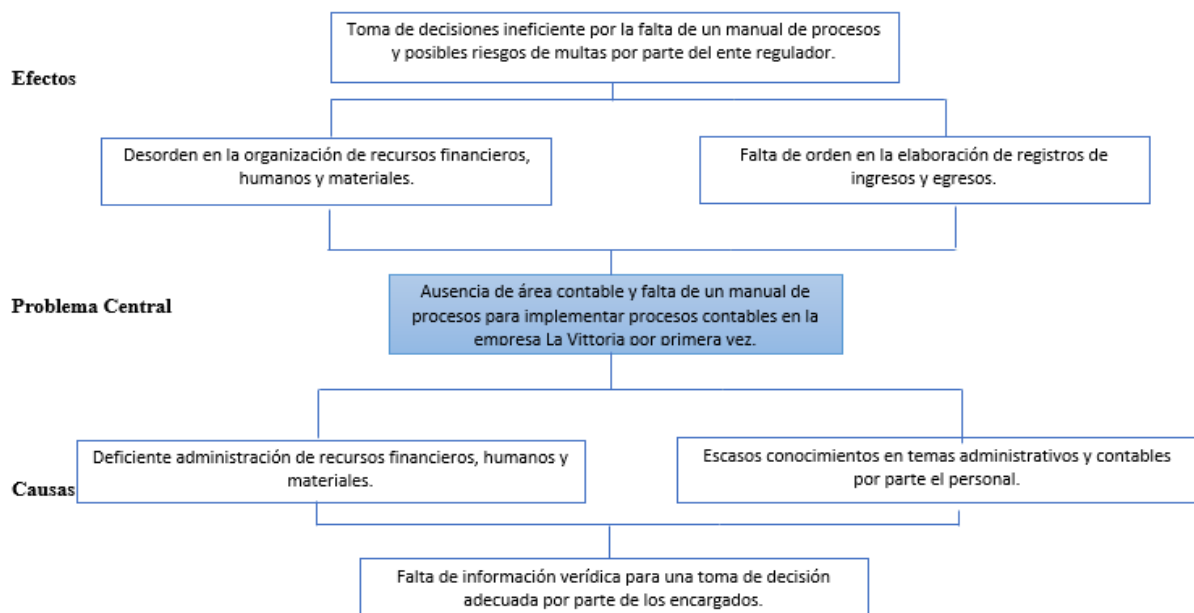 Toma de decisiones ineficiente por la falta de un manual de procesos
y posibles riesgos de multas por parte del ente regulador.
Efectos
Desorden en la organización de recursos financieros,
humanos y materiales.
Falta de orden en la elaboración de registros de
ingresos y egresos.
Problema Central
Ausencia de área contable y falta de un manual de
procesos para implementar procesos contables en la
empresa La Vittoria por primera vez.
Deficiente administración de recursos financieros, humanos y
materiales.
Escasos conocimientos en temas administrativos y contables
por parte el personal.
Causas
Falta de información verídica para una toma de decisión
adecuada por parte de los encargados.